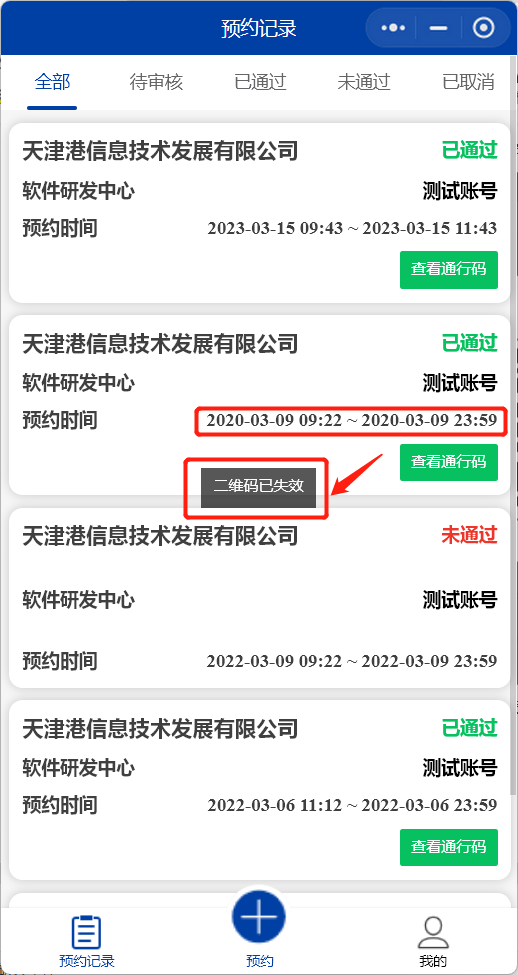 预约记录
全部 待审核 已通过 未通过 已取消
天津港信息技术发展有限公司 已通过
软件研发中心 测试账号
预约时间 2023-03-15 09:43 ~ 2023-03-15 11:43
查看通行码
天津港信息技术发展有限公司 已通过
软件研发中心 测试账号
预约时间 2020-03-09 09:22 ~ 2020-03-09 23:59
查看通行码
二维码已失效
天津港信息技术发展有限公司 未通过
软件研发中心 测试账号
预约时间 2022-03-09 09:22 ~ 2022-03-09 23:59
天津港信息技术发展有限公司 已通过
软件研发中心 测试账号
预约时间 2022-03-06 11:12 ~ 2022-03-06 23:59
查看通行码
预约记录 预约 我的